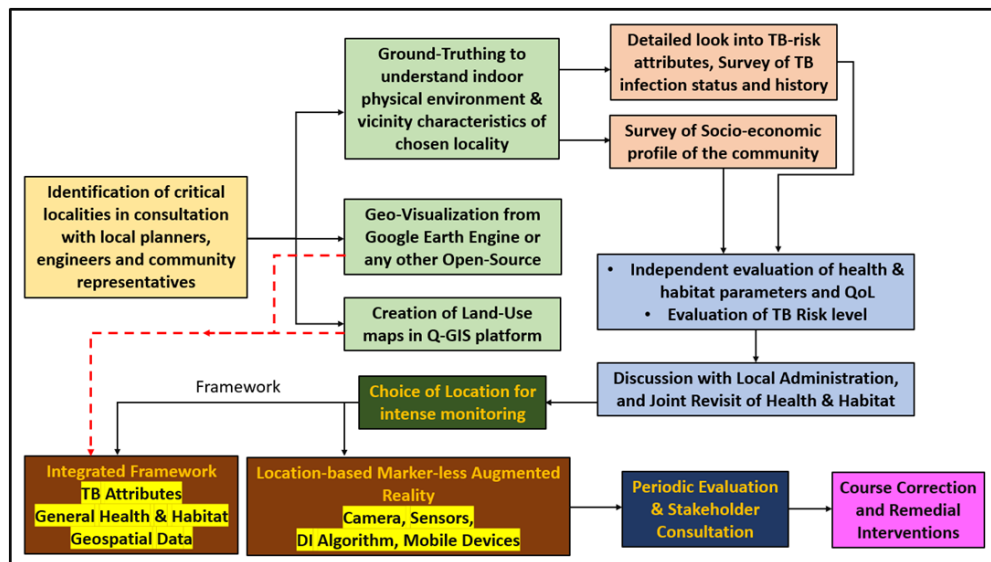 Ground-Truthing to
understand indoor
physical environment &
vicinity characteristics of
chosen locality
Detailed look into TB-risk
attributes, Survey of TB
infection status and history
Survey of Socio-economic
profile of the community
Identification of critical
localities in consultation
with local planners,
engineers and community
representatives
Geo-Visualization from
Google Earth Engine or
any other Open-Source
Creation of Land-Use
maps in Q-GIS platform
• Independent evaluation of health &
habitat parameters and QoL
• Evaluation of TB Risk level
Discussion with Local Administration,
and Joint Revisit of Health & Habitat
Choice of Location for
intense monitoring
Framework
Integrated Framework
TB Attributes
General Health & Habitat
Geospatial Data
Location-based Marker-less Augmented
Reality
Camera, Sensors,
DI Algorithm, Mobile Devices
Periodic Evaluation
& Stakeholder
Consultation
Course Correction
and Remedial
Interventions